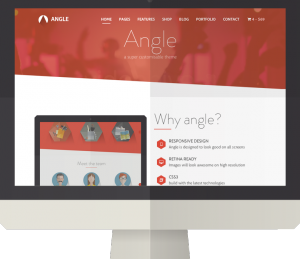 ANGLE HOME PAGES FEATURES SHOP BLOG PORTFOLIO CONTACT
Angle
a super customisable theme
Why angle?
RESPONSIVE DESIGN
Angle is designed to look good on all screens
RETINA READY
Images will look awesome on high resolution
CSS3
build with the latest technologies